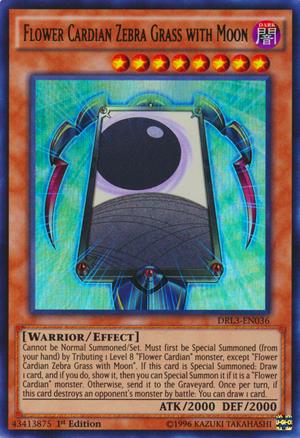 FLOWER CARDIAN ZEBRA GRASS WITH MOON
DARK
闇
DRL3-EN036
[WARRIOR/EFFECT]
Cannot be Normal Summoned/Set. Must first be Special Summoned (from
your hand) by Tributing 1 Level 8 "Flower Cardian" monster, except "Flower
Cardian Zebra Grass with Moon". If this card is Special Summoned: Draw
1 card, and if you do, show it, then you can Special Summon it if it is a "Flower
Cardian" monster. Otherwise, send it to the Graveyard. Once per turn, if
this card destroys an opponent's monster by battle: You can draw 1 card.
ATK/2000 DEF/2000
43413875 1st Edition ©1996 KAZUKI TAKAHASHI